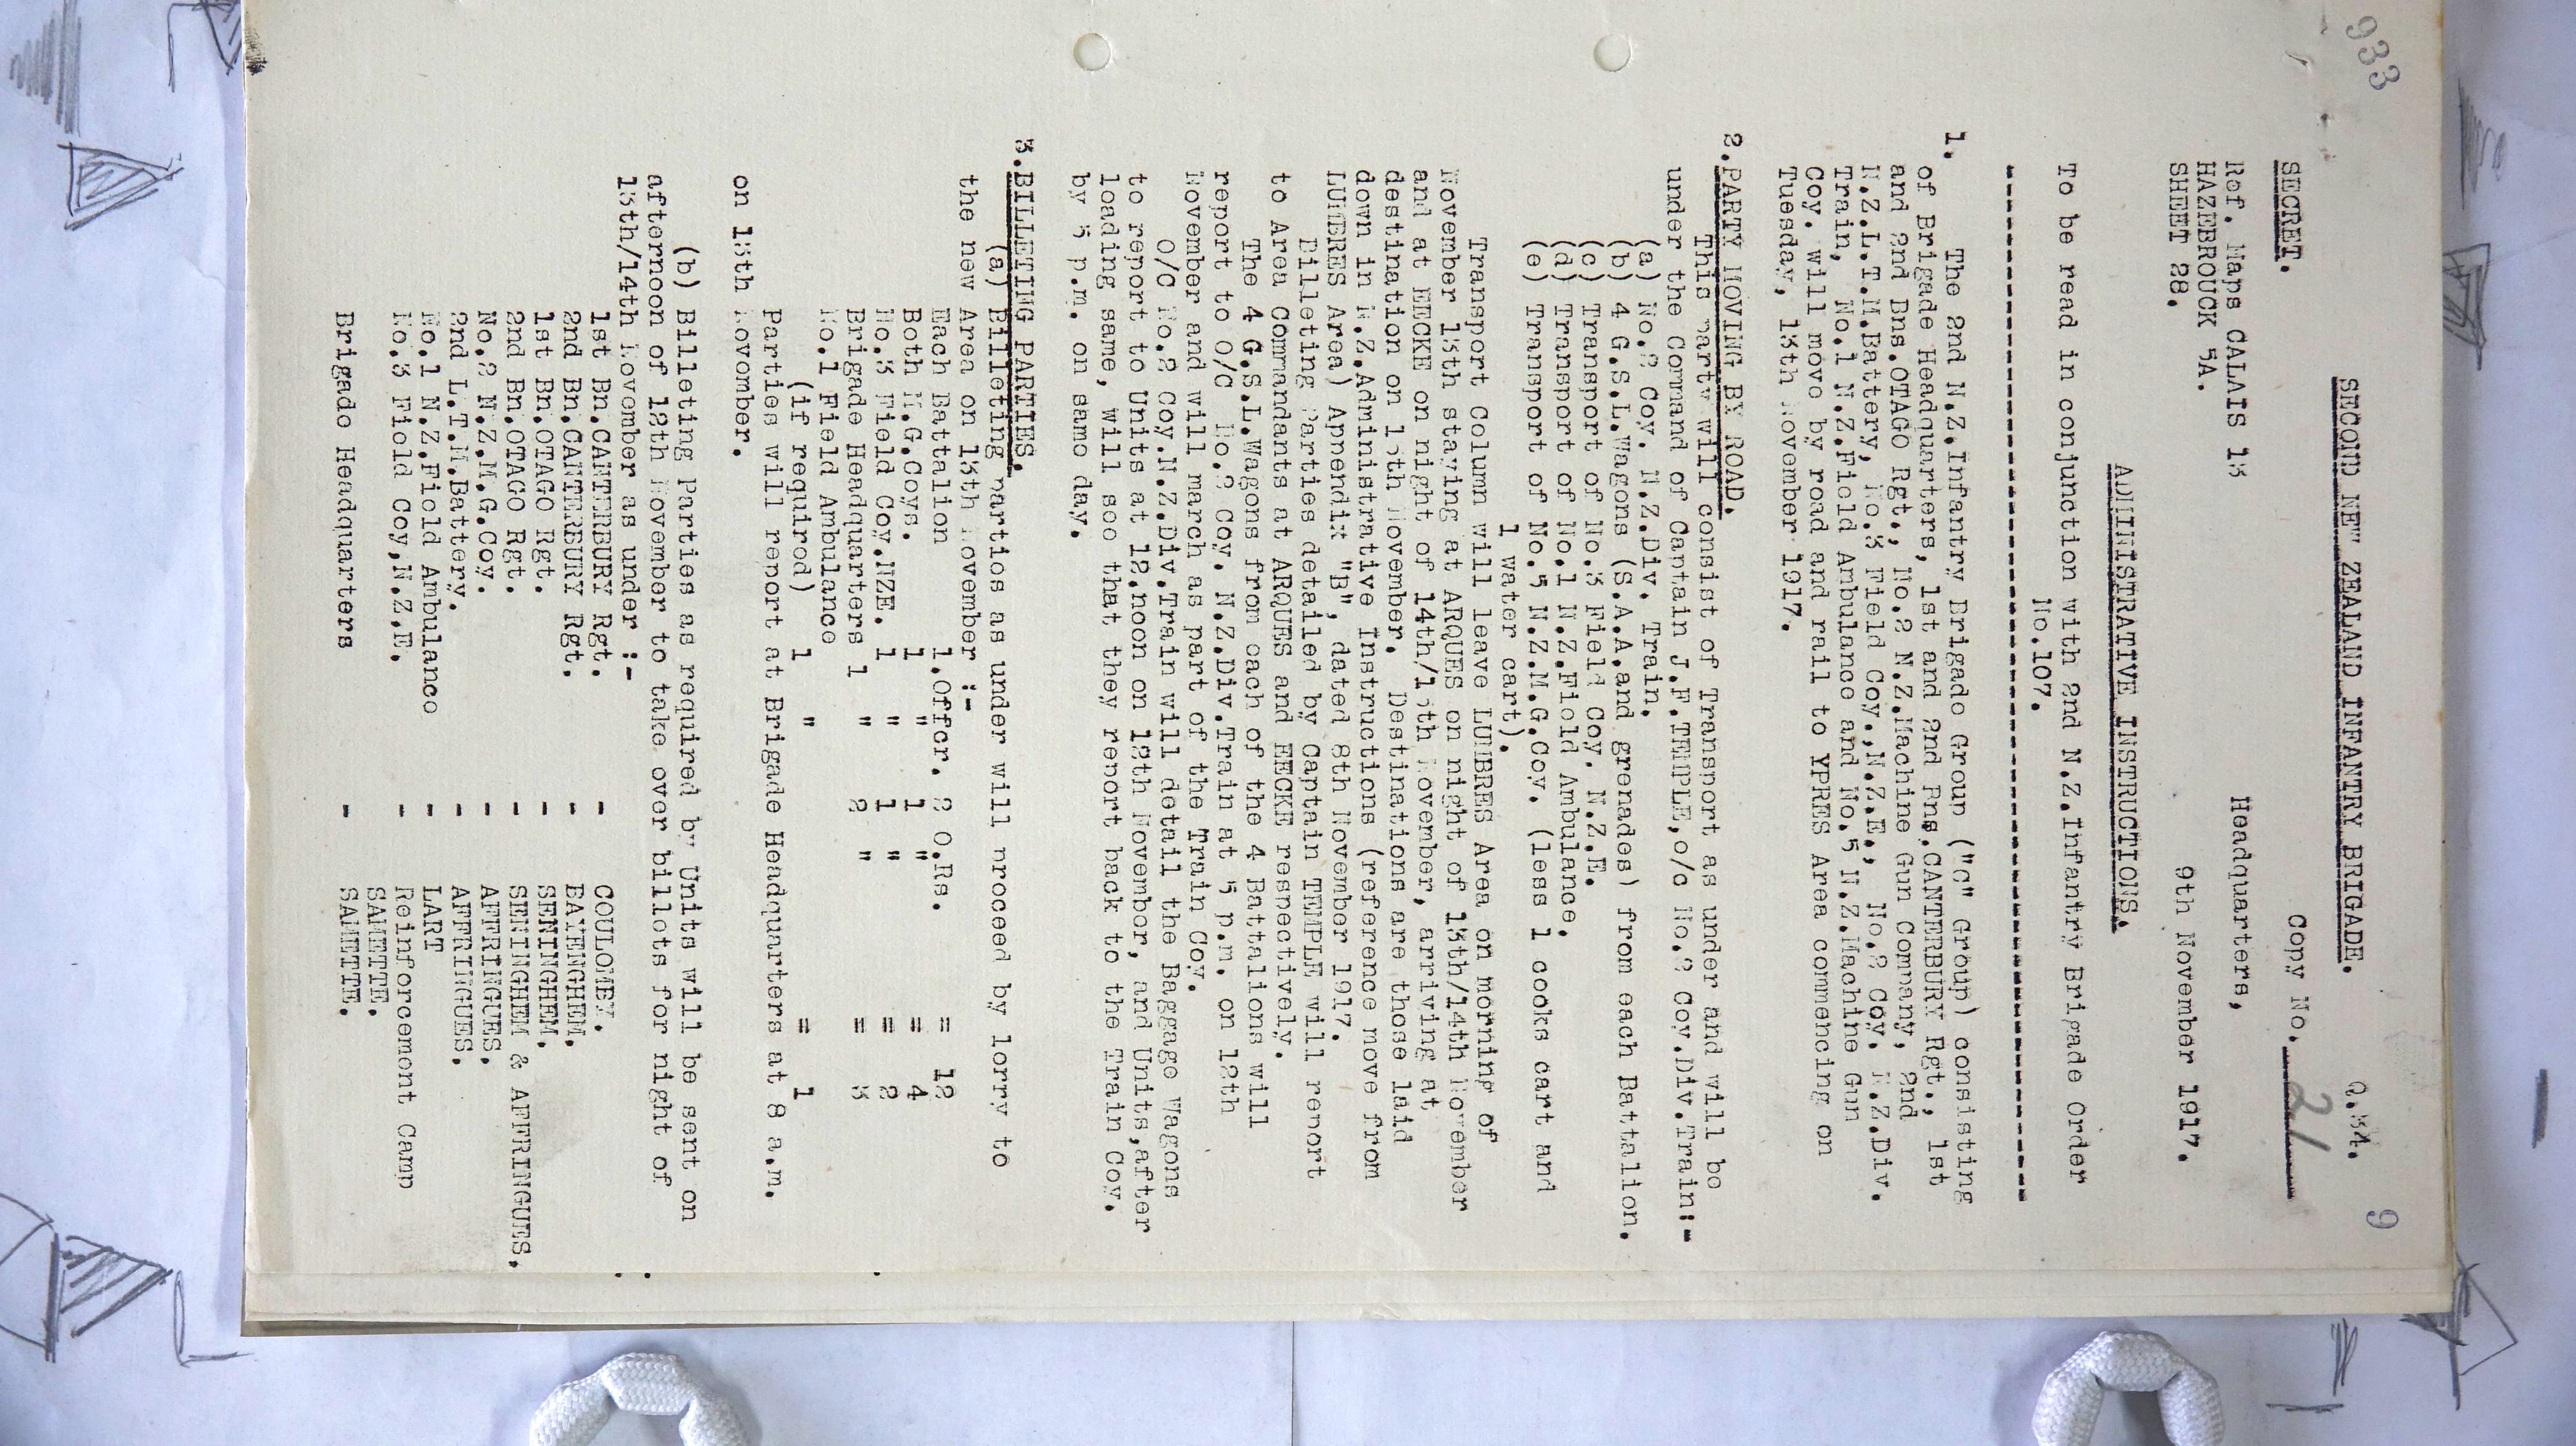 933
9
SECOND NEW ZEALAND INFANTRY BRIGADE. Q.34.
SECRET. Copy No. 21
Ref. Maps CALAIS 13 Headquarters,
HAZEBROUCK 5A.
SHEET 28. 9th November 1917.
ADMINISTRATIVE INSTRUCTIONS.
To be read in conjunction with 2nd N.Z.Infantry Brigade Order
No.107.
1. The 2nd N.Z.Infantry Brigade Group ("C" Group) consisting
of Brigade Headquarters, 1st and 2nd Bns.CANTERBURY Rgt., 1st
and 2nd Bns.OTAGO Rgt., No.2 N.Z.Machine Gun Company, 2nd
N.Z.L.T.M.Battery, No.3 Field Coy.,N.Z.E., No.2 Coy. N.Z.Div.
Train, No.1 N.Z.Field Ambulance and No.5 N.Z.Machine Gun
Coy. will move by road and rail to YPRES Area commencing on
Tuesday, 13th November 1917.
2.PARTY MOVING BY ROAD.
This party will consist of Transport as under and will be
under the Command of Captain J.F.TEMPLE,o/c No.2 Coy.Div.Train:-
(a) No.2 Coy. N.Z.Div. Train.
(b) 4 G.S.L.Wagons (S.A.A.and grenades) from each Battalion.
(c) Transport of No.3 Field Coy. N.Z.E.
(d) Transport of No.1 N.Z.Field Ambulance.
(e) Transport of No.5 N.Z.M.G.Coy. (less 1 cooks cart and
1 water cart).
Transport Column will leave LUMBRES Area on morning of
November 13th staying at ARQUES on night of 13th/14th November
and at EECKE on night of 14th/15th November, arriving at
destination on 15th November. Destinations are those laid
down in N.Z.Administrative Instructions (reference move from
LUMBRES Area) Appendix "B", dated 8th November 1917.
Billeting Parties detailed by Captain TEMPLE will report
to Area Commandants at ARQUES and EECKE respectively.
The 4 G.S.L.Wagons from each of the 4 Battalions will
report to O/C No.2 Coy. N.Z.Div.Train at 5 p.m. on 12th
November and will march as part of the Train Coy.
O/C No.2 Coy.N.Z.Div.Train will detail the Baggage Wagons
to report to Units at 12.noon on 12th November, and Units,after
loading same, will see that they report back to the Train Coy.
by 5 p.m. on same day.
3.BILLETING PARTIES.
(a) Billeting parties as under will proceed by lorry to
the new Area on 13th November :-
Each Battalion 1.Offcr. 2 O.Rs. = 12
Both M.G.Coys. 1 " 1 " = 4
No.3 Field Coy.NZE. 1 " 1 " = 2
Brigade Headquarters 1 " 2 " = 3
No.1 Field Ambulance
(if required) 1 " = 1
Parties will report at Brigade Headquarters at 8 a.m.
on 13th November.
(b) Billeting Parties as required by Units will be sent on
afternoon of 12th November to take over billets for night of
13th/14th November as under :-
1st Bn.CANTERBURY Rgt. - COULOMBY.
2nd Bn.CANTERBURY Rgt. - BAYENGHEM.
1st Bn.OTAGO Rgt. - SENINGHEM.
2nd Bn.OTAGO Rgt. - SENINGHEM & AFFRINGUES.
No.2 N.Z.M.G.Coy. - AFFRINGUES.
2nd L.T.M.Battery. - AFFRINGUES.
No.1 N.Z.Field Ambulance - LART
No.3 Field Coy,N.Z.E. - Reinforcement Camp
SAMETTE.
Brigade Headquarters - SAMETTE.